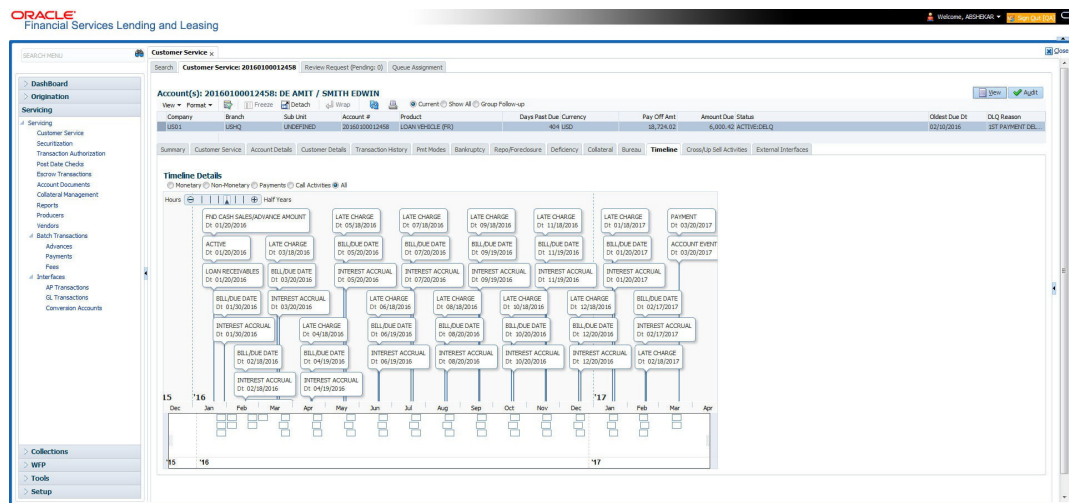 ORACLE
Financial Services Lending and Leasing
Welcome, ABSHEKAR
Sign Out [QA]
Close
SEARCH MENU
Customer Service x
Search Customer Service: 20160100012458 Review Request (Pending: 0) Queue Assignment
DashBoard
Origination
Servicing
Servicing
Customer Service
Securitization
Transaction Authorization
Post Date Checks
Escrow Transactions
Account Documents
Collateral Management
Reports
Producers
Vendors
Batch Transactions
Advances
Payments
Fees
Interfaces
AP Transactions
GL Transactions
Conversion Accounts
Collections
WFP
Tools
Setup
Account(s): 20160100012458: DE AMIT / SMITH EDWIN
View Audit
View Format Freeze Detach Wrap Current Show All Group Follow-up
Company Branch Sub Unit Account # Product Days Past Due Currency Pay Off Amt Amount Due Status Oldest Due Dt DLQ Reason
US01 USHQ UNDEFINED 20160100012458 LOAN VEHICLE (FR) 404 USD 18,724.02 6,000.42 ACTIVE:DELQ 02/10/2016 1ST PAYMENT DEL...
Summary Customer Service Account Details Customer Details Transaction History Pmt Modes Bankruptcy Repo/Foreclosure Deficiency Collateral Bureau Timeline Cross/Up Sell Activities External Interfaces
Timeline Details
Monetary Non-Monetary Payments Call Activities All
Hours Half Years
FND CASH SALES/ADVANCE AMOUNT LATE CHARGE LATE CHARGE LATE CHARGE LATE CHARGE LATE CHARGE PAYMENT
Dt 01/20/2016 Dt 05/18/2016 Dt 07/18/2016 Dt 09/18/2016 Dt 11/18/2016 Dt 01/18/2017 Dt 03/20/2017
ACTIVE LATE CHARGE BILL/DUE DATE BILL/DUE DATE BILL/DUE DATE BILL/DUE DATE BILL/DUE DATE ACCOUNT EVENT
Dt 01/20/2016 Dt 03/18/2016 Dt 05/20/2016 Dt 07/20/2016 Dt 09/19/2016 Dt 11/19/2016 Dt 01/20/2017 Dt 03/20/2017
LOAN RECEIVABLES BILL/DUE DATE INTEREST ACCRUAL INTEREST ACCRUAL INTEREST ACCRUAL INTEREST ACCRUAL INTEREST ACCRUAL
Dt 01/20/2016 Dt 03/20/2016 Dt 05/20/2016 Dt 07/20/2016 Dt 09/19/2016 Dt 11/19/2016 Dt 01/20/2017
BILL/DUE DATE INTEREST ACCRUAL LATE CHARGE LATE CHARGE LATE CHARGE LATE CHARGE BILL/DUE DATE
Dt 01/30/2016 Dt 03/20/2016 Dt 06/18/2016 Dt 08/18/2016 Dt 10/18/2016 Dt 12/18/2016 Dt 02/17/2017
INTEREST ACCRUAL LATE CHARGE BILL/DUE DATE BILL/DUE DATE BILL/DUE DATE BILL/DUE DATE INTEREST ACCRUAL
Dt 01/30/2016 Dt 04/18/2016 Dt 06/19/2016 Dt 08/20/2016 Dt 10/20/2016 Dt 12/20/2016 Dt 02/17/2017
BILL/DUE DATE BILL/DUE DATE INTEREST ACCRUAL INTEREST ACCRUAL INTEREST ACCRUAL INTEREST ACCRUAL LATE CHARGE
Dt 02/18/2016 Dt 04/19/2016 Dt 06/19/2016 Dt 08/20/2016 Dt 10/20/2016 Dt 12/20/2016 Dt 02/18/2017
INTEREST ACCRUAL INTEREST ACCRUAL
Dt 02/18/2016 Dt 04/19/2016
15 '16 '17
Dec Jan Feb Mar Apr May Jun Jul Aug Sep Oct Nov Dec Jan Feb Mar Apr
'15 '16 '17